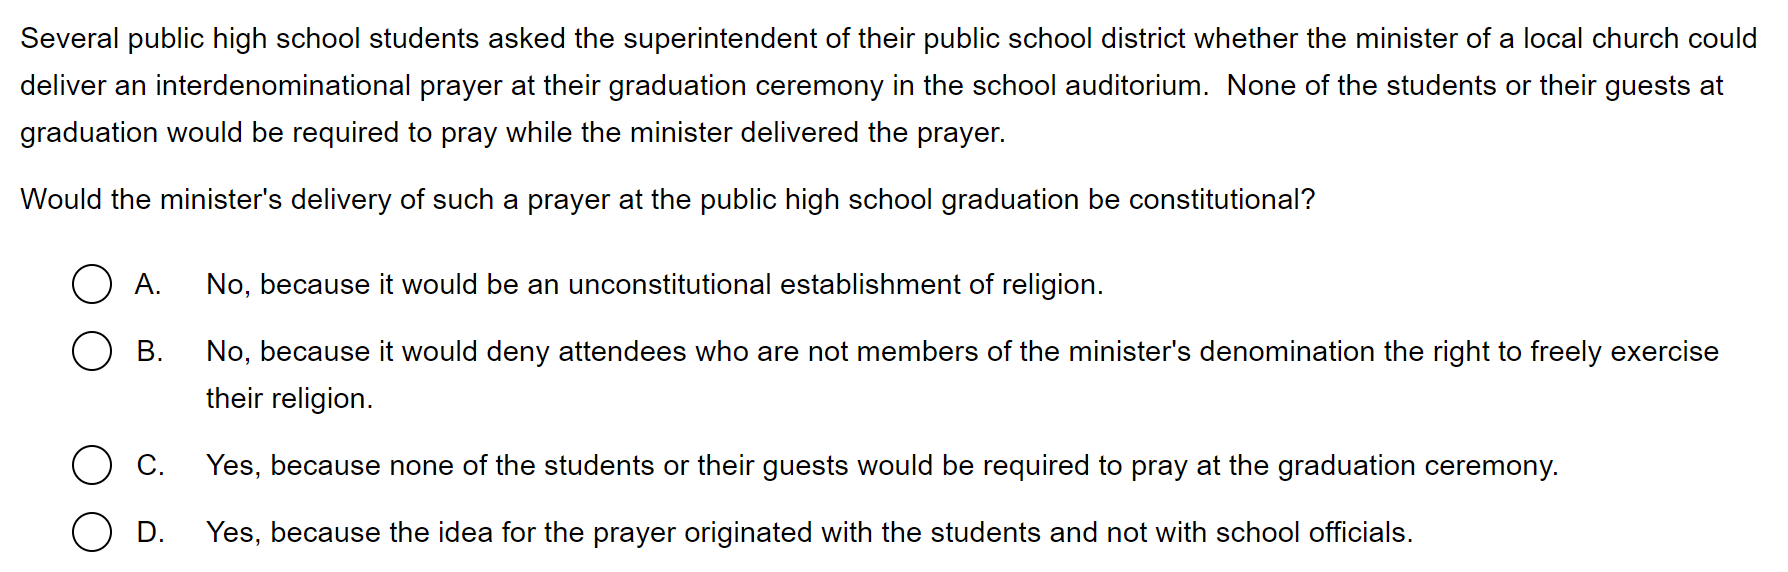 Several public high school students asked the superintendent of their public school district whether the minister of a local church could
deliver an interdenominational prayer at their graduation ceremony in the school auditorium.  None of the students or their guests at
graduation would be required to pray while the minister delivered the prayer.
Would the minister's delivery of such a prayer at the public high school graduation be constitutional?
A. No, because it would be an unconstitutional establishment of religion.
B. No, because it would deny attendees who are not members of the minister's denomination the right to freely exercise
their religion.
C. Yes, because none of the students or their guests would be required to pray at the graduation ceremony.
D. Yes, because the idea for the prayer originated with the students and not with school officials.